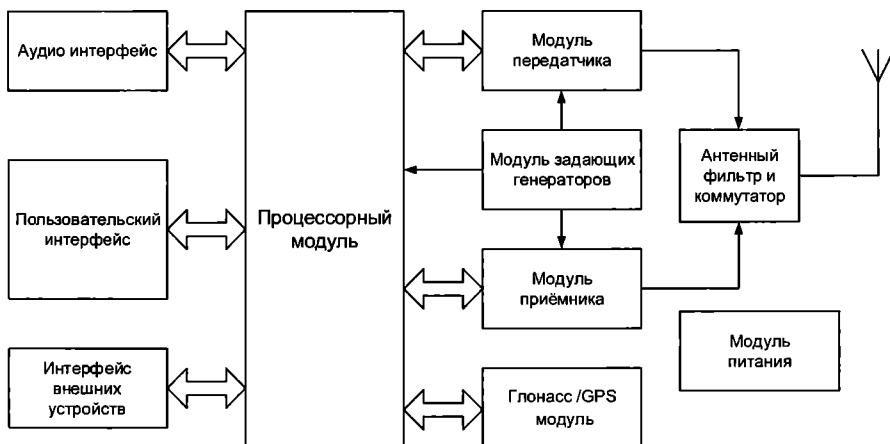 Аудио интерфейс
Пользовательский
интерфейс
Интерфейс
внешних
устройств
Процессорный
модуль
Модуль
передатчика
Модуль задающих
генераторов
Модуль
приёмника
Глонасс /GPS
модуль
Антенный
фильтр и
коммутатор
Модуль
питания